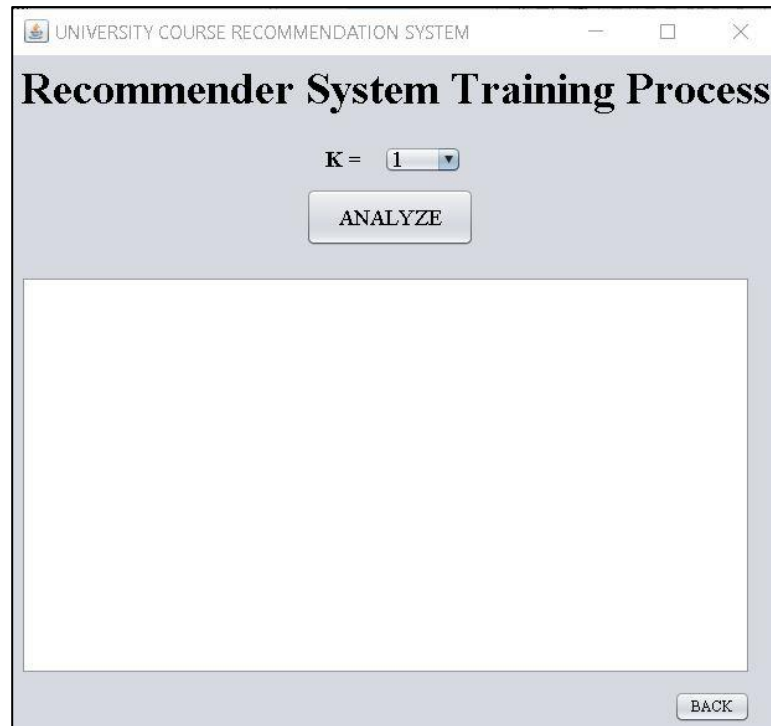 UNIVERSITY COURSE RECOMMENDATION SYSTEM
Recommender System Training Process
K = 1
ANALYZE
BACK